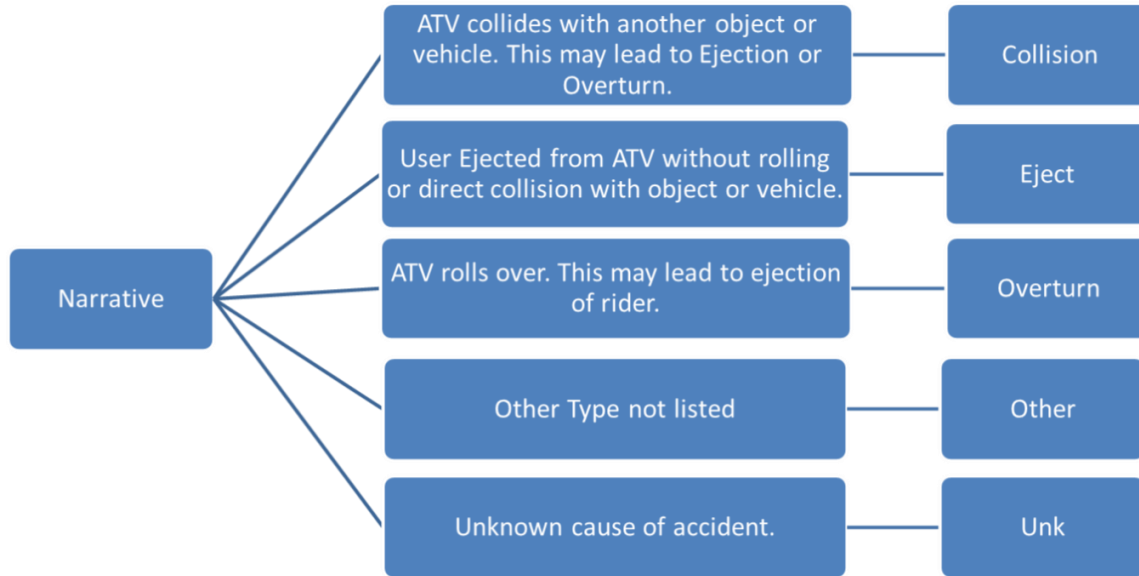 ATV collides with another object or
vehicle. This may lead to Ejection or
Overturn.
Collision
User Ejected from ATV without rolling
or direct collision with object or vehicle.
Eject
Narrative
ATV rolls over. This may lead to ejection
of rider.
Overturn
Other Type not listed
Other
Unknown cause of accident.
Unk